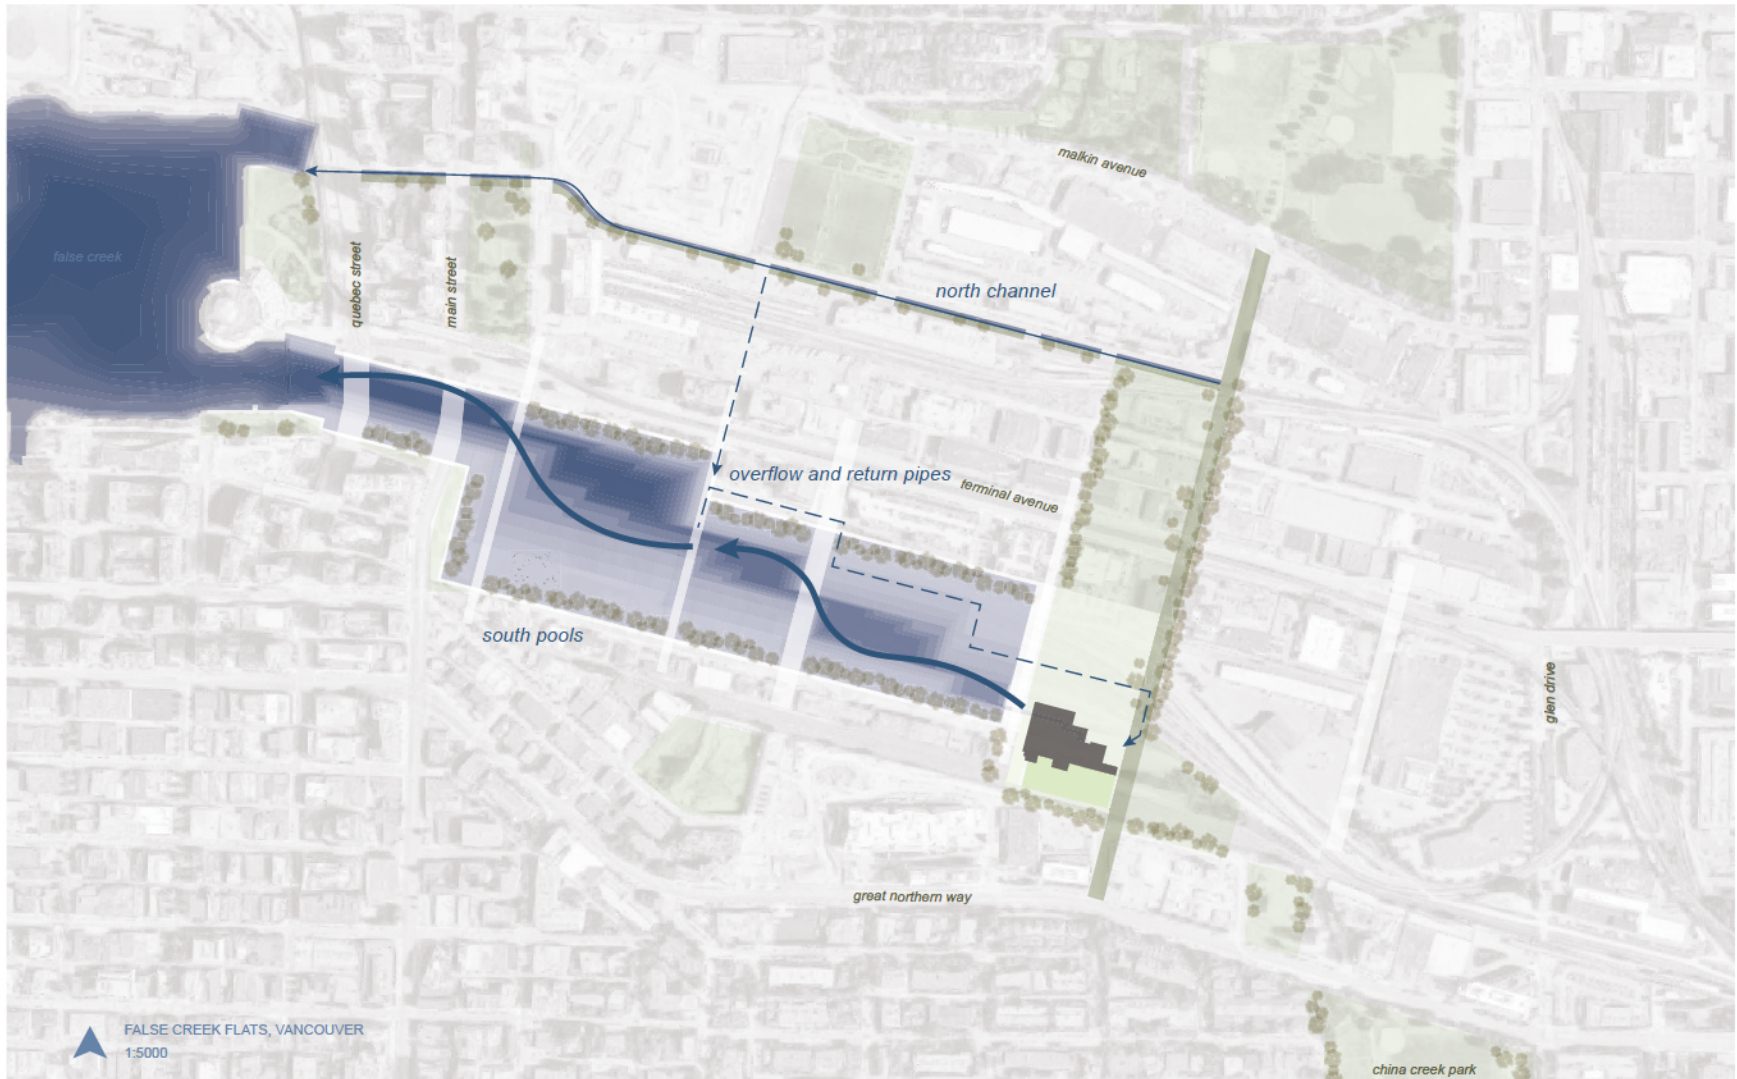 malkin avenue
false creek
quebec street
main street
north channel
overflow and return pipes
terminal avenue
south pools
glen drive
great northern way
FALSE CREEK FLATS, VANCOUVER
1:5000
china creek park